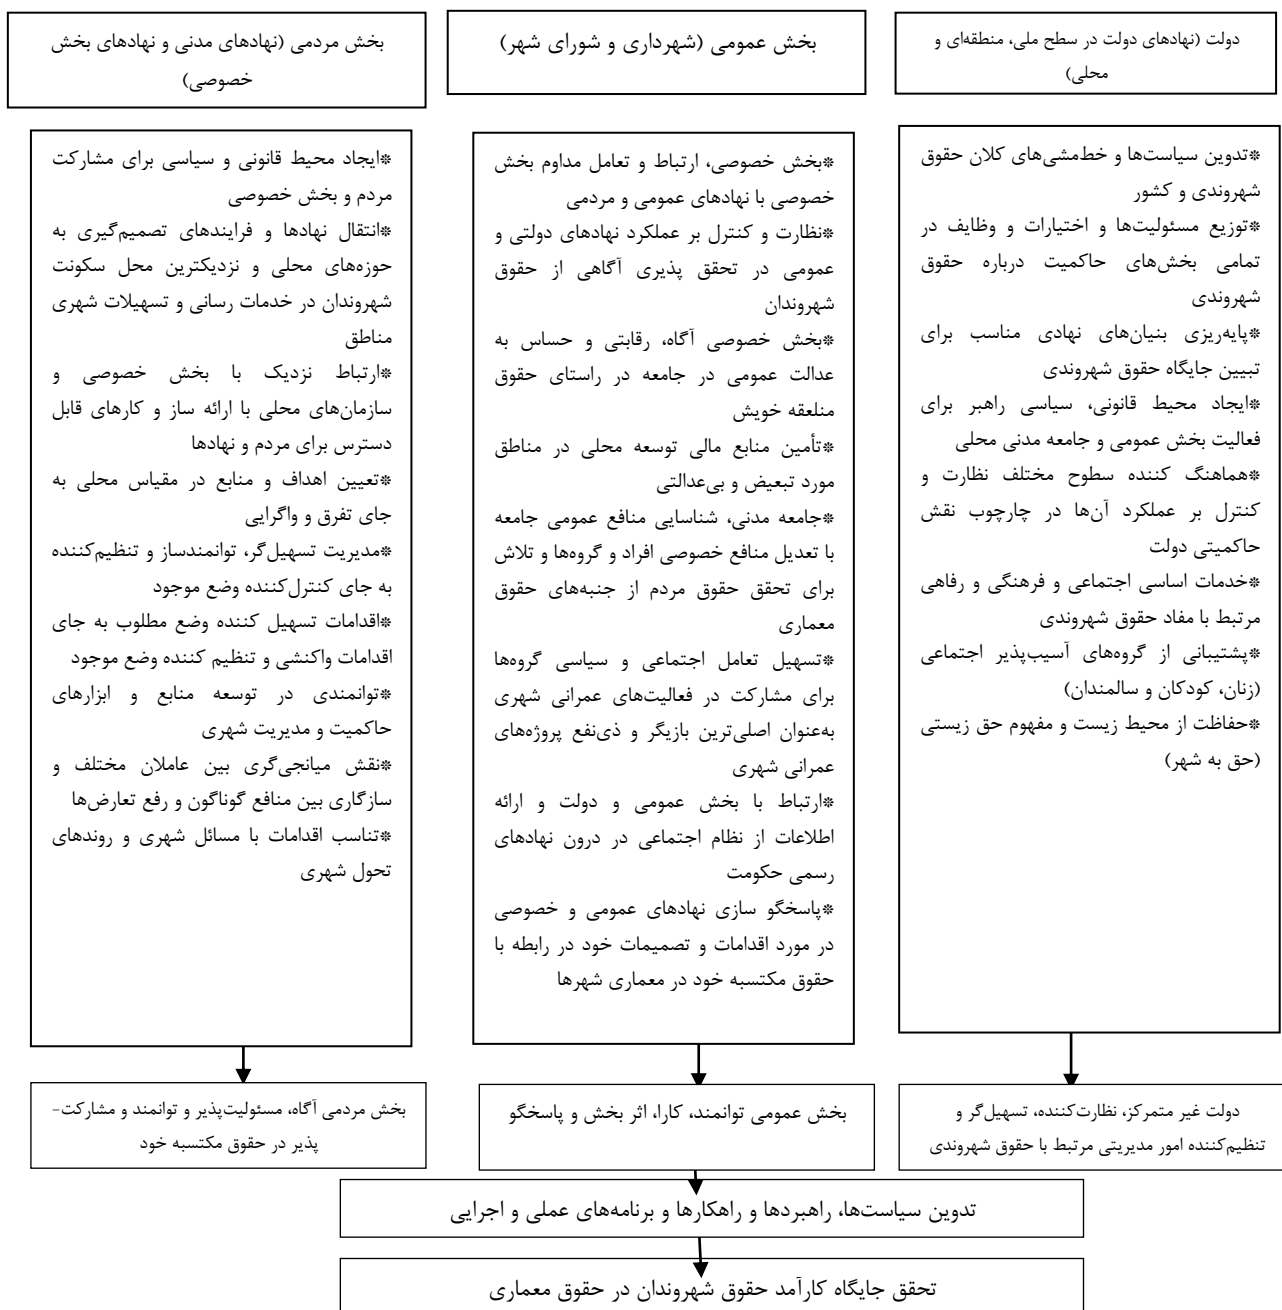 دولت (نهادهای دولت در سطح ملی، منطقه‌ای و
محلی)
بخش عمومی (شهرداری و شورای شهر)
بخش مردمی (نهادهای مدنی و نهادهای بخش
خصوصی)
*تدوین سیاست‌ها و خط‌مشی‌های کلان حقوق
شهروندی و کشور
*توزیع مسئولیت‌ها و اختیارات و وظایف در
تمامی بخش‌های حاکمیت درباره حقوق
شهروندی
*پایه‌ریزی بنیان‌های نهادی مناسب برای
تبیین جایگاه حقوق شهروندی
*ایجاد محیط قانونی، سیاسی راهبر برای
فعالیت بخش عمومی و جامعه مدنی محلی
*هماهنگ کننده سطوح مختلف نظارت و
کنترل بر عملکرد آن‌ها در چارچوب نقش
حاکمیتی دولت
*خدمات اساسی اجتماعی و فرهنگی و رفاهی
مرتبط با مفاد حقوق شهروندی
*پشتیبانی از گروه‌های آسیب‌پذیر اجتماعی
(زنان، کودکان و سالمندان)
*حفاظت از محیط زیست و مفهوم حق زیستی
(حق به شهر)
*بخش خصوصی، ارتباط و تعامل مداوم بخش
خصوصی با نهادهای عمومی و مردمی
*نظارت و کنترل بر عملکرد نهادهای دولتی و
عمومی در تحقق پذیری آگاهی از حقوق
شهروندان
*بخش خصوصی آگاه، رقابتی و حساس به
عدالت عمومی در جامعه در راستای حقوق
منلعقه خویش
*تأمین منابع مالی توسعه محلی در مناطق
مورد تبعیض و بی‌عدالتی
*جامعه مدنی، شناسایی منافع عمومی جامعه
با تعدیل منافع خصوصی افراد و گروه‌ها و تلاش
برای تحقق حقوق مردم از جنبه‌های حقوق
معماری
*تسهیل تعامل اجتماعی و سیاسی گروه‌ها
برای مشارکت در فعالیت‌های عمرانی شهری
به‌عنوان اصلی‌ترین بازیگر و ذی‌نفع پروژه‌های
عمرانی شهری
*ارتباط با بخش عمومی و دولت و ارائه
اطلاعات از نظام اجتماعی در درون نهادهای
رسمی حکومت
*پاسخگو سازی نهادهای عمومی و خصوصی
در مورد اقدامات و تصمیمات خود در رابطه با
حقوق مکتسبه خود در معماری شهرها
*ایجاد محیط قانونی و سیاسی برای مشارکت
مردم و بخش خصوصی
*انتقال نهادها و فرایندهای تصمیم‌گیری به
حوزه‌های محلی و نزدیکترین محل سکونت
شهروندان در خدمات رسانی و تسهیلات شهری
مناطق
*ارتباط نزدیک با بخش خصوصی و
سازمان‌های محلی با ارائه ساز و کارهای قابل
دسترس برای مردم و نهادها
*تعیین اهداف و منابع در مقیاس محلی به
جای تفرق و واگرایی
*مدیریت تسهیل‌گر، توانمندساز و تنظیم‌کننده
به جای کنترل‌کننده وضع موجود
*اقدامات تسهیل کننده وضع مطلوب به جای
اقدامات واکنشی و تنظیم کننده وضع موجود
*توانمندی در توسعه منابع و ابزارهای
حاکمیت و مدیریت شهری
*نقش میانجی‌گری بین عاملان مختلف و
سازگاری بین منافع گوناگون و رفع تعارض‌ها
*تناسب اقدامات با مسائل شهری و روندهای
تحول شهری
دولت غیر متمرکز، نظارت‌کننده، تسهیل‌گر و
تنظیم‌کننده امور مدیریتی مرتبط با حقوق شهروندی
بخش عمومی توانمند، کارا، اثر بخش و پاسخگو
بخش مردمی آگاه، مسئولیت‌پذیر و توانمند و مشارکت-
پذیر در حقوق مکتسبه خود
تدوین سیاست‌ها، راهبردها و راهکارها و برنامه‌های عملی و اجرایی
تحقق جایگاه کارآمد حقوق شهروندان در حقوق معماری